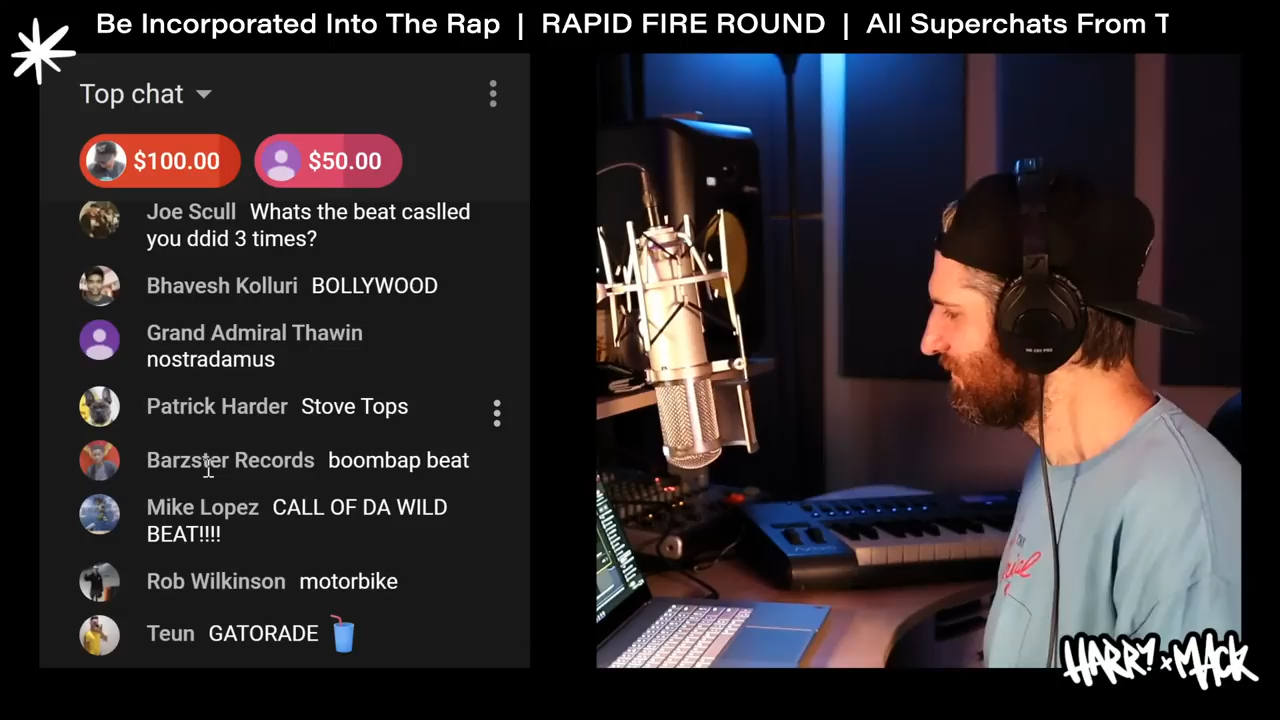 Be Incorporated Into The Rap | RAPID FIRE ROUND | All Superchats From T
Top chat
$100.00 $50.00
Joe Scull Whats the beat caslled
you ddid 3 times?
Bhavesh Kolluri BOLLYWOOD
Grand Admiral Thawin
nostradamus
Patrick Harder Stove Tops
Barzster Records boombap beat
Mike Lopez CALL OF DA WILD
BEAT!!!!
Rob Wilkinson motorbike
Teun GATORADE
HARRY MACK